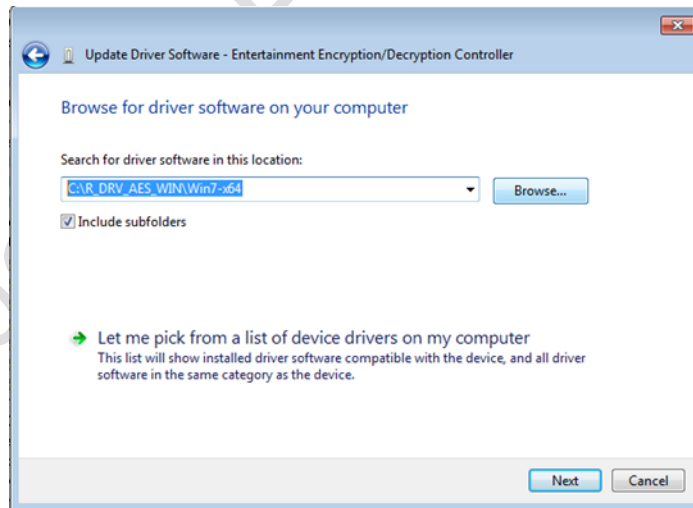 Update Driver Software - Entertainment Encryption/Decryption Controller
Browse for driver software on your computer
Search for driver software in this location:
C:\R_DRV_AES_WIN\Win7-x64
Browse...
Include subfolders
Let me pick from a list of device drivers on my computer
This list will show installed driver software compatible with the device, and all driver
software in the same category as the device.
Next
Cancel